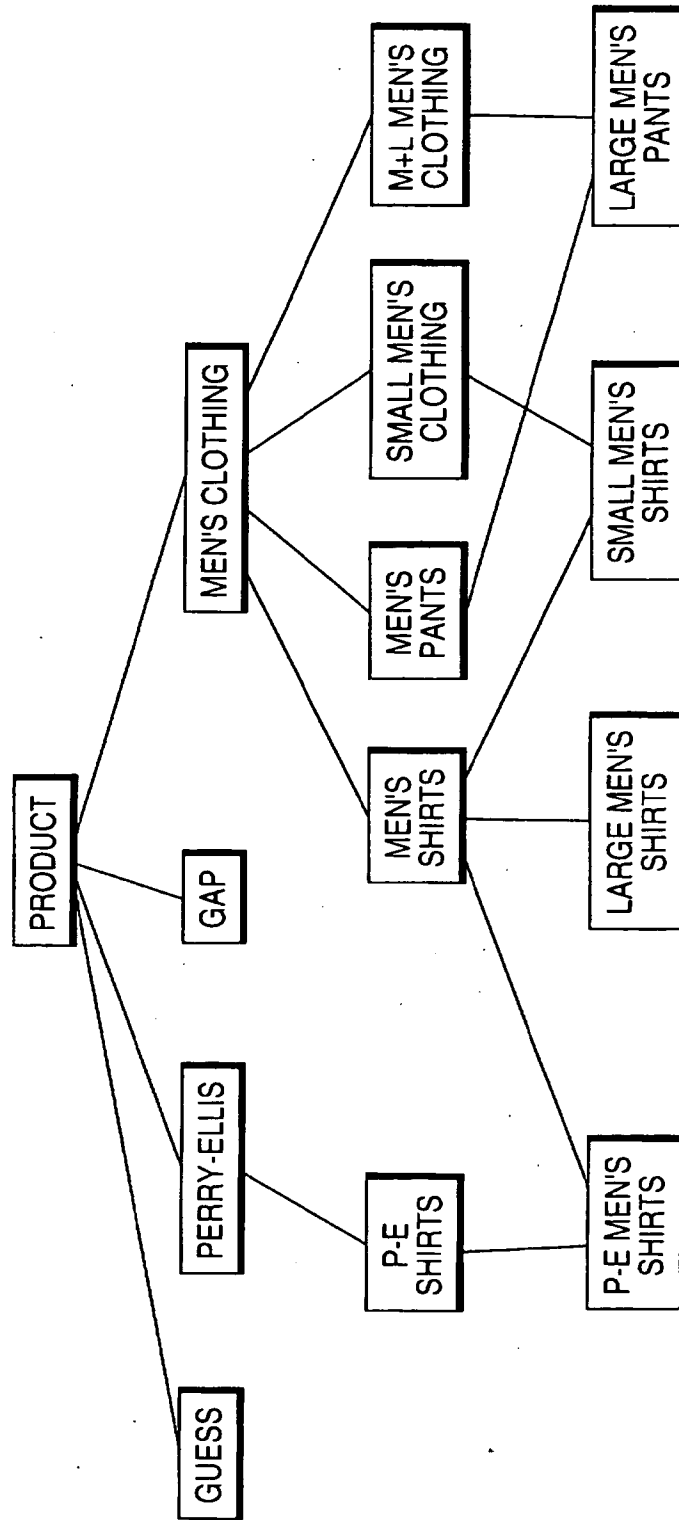 PRODUCT
GUESS
PERRY-ELLIS
GAP
MEN'S CLOTHING
P-E
SHIRTS
MEN'S
SHIRTS
MEN'S
PANTS
SMALL MEN'S
CLOTHING
M+L MEN'S
CLOTHING
P-E MEN'S
SHIRTS
LARGE MEN'S
SHIRTS
SMALL MEN'S
SHIRTS
LARGE MEN'S
PANTS